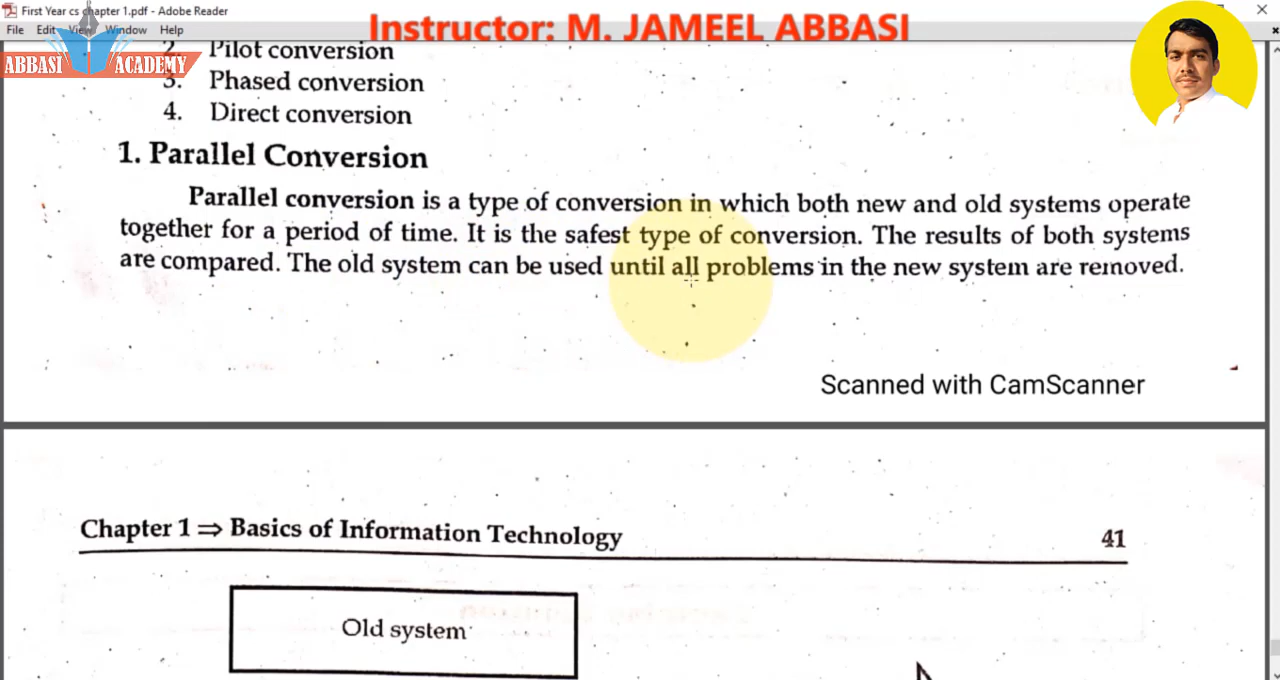 First Year cs chapter 1.pdf - Adobe Reader
Instructor: M. JAMEEL ABBASI
File Edit View Window Help
ABBASI ACADEMY
2. Pilot conversion
3. Phased conversion
4. Direct conversion
1. Parallel Conversion
Parallel conversion is a type of conversion in which both new and old systems operate
together for a period of time. It is the safest type of conversion. The results of both systems
are compared. The old system can be used until all problems in the new system are removed.
Scanned with CamScanner
Chapter 1 ⇒ Basics of Information Technology 41
Old system